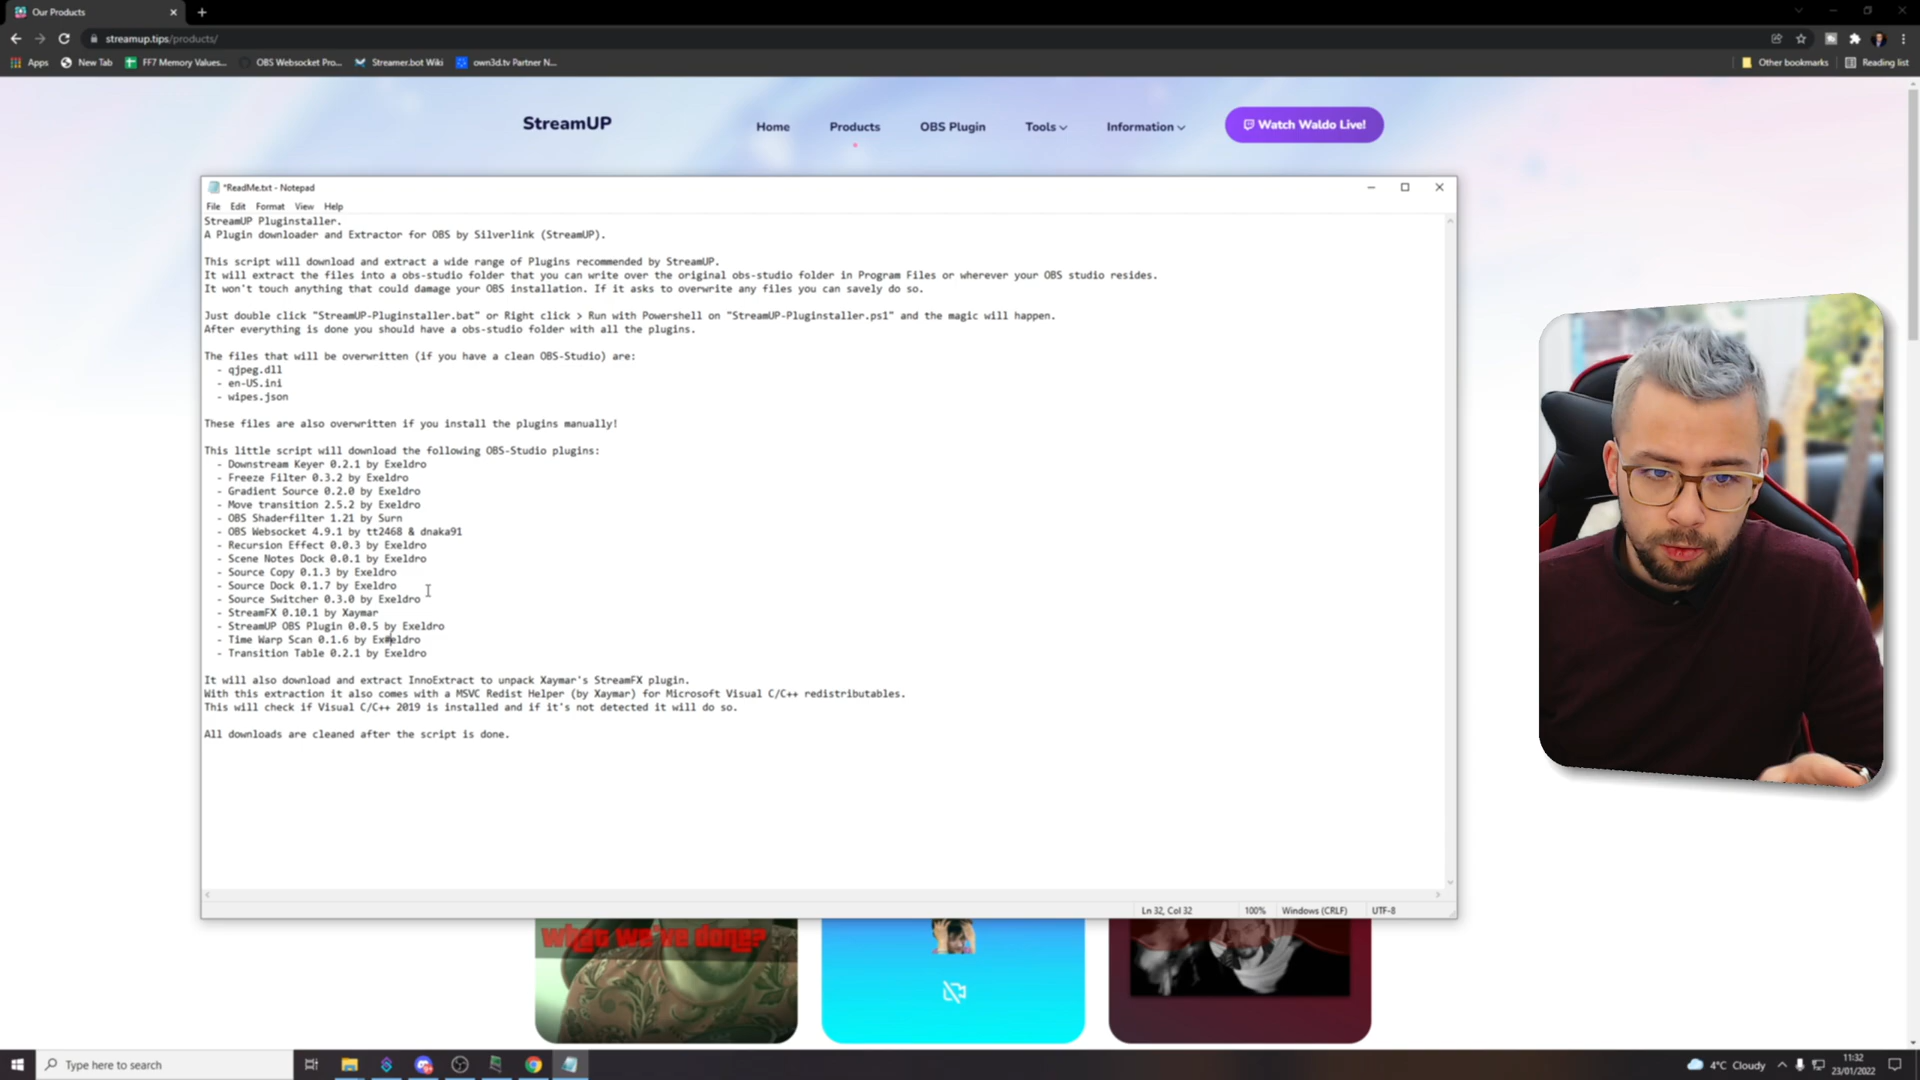 Our Products
streamup.tips/products/
Apps
New Tab
FF7 Memory Values...
OBS Websocket Pro...
Streamer.bot Wiki
own3d.tv Partner N...
Other bookmarks
Reading list
StreamUP
Home
Products
OBS Plugin
Tools
Information
Watch Waldo Live!
*ReadMe.txt - Notepad
File Edit Format View Help
StreamUP Pluginstaller.
A Plugin downloader and Extractor for OBS by Silverlink (StreamUP).
This script will download and extract a wide range of Plugins recommended by StreamUP.
It will extract the files into a obs-studio folder that you can write over the original obs-studio folder in Program Files or wherever your OBS studio resides.
It won't touch anything that could damage your OBS installation. If it asks to overwrite any files you can savely do so.
Just double click "StreamUP-Pluginstaller.bat" or Right click > Run with Powershell on "StreamUP-Pluginstaller.ps1" and the magic will happen.
After everything is done you should have a obs-studio folder with all the plugins.
The files that will be overwritten (if you have a clean OBS-Studio) are:
- qjpeg.dll
- en-US.ini
- wipes.json
These files are also overwritten if you install the plugins manually!
This little script will download the following OBS-Studio plugins:
- Downstream Keyer 0.2.1 by Exeldro
- Freeze Filter 0.3.2 by Exeldro
- Gradient Source 0.2.0 by Exeldro
- Move transition 2.5.2 by Exeldro
- OBS Shaderfilter 1.21 by Surn
- OBS Websocket 4.9.1 by tt2468 & dnaka91
- Recursion Effect 0.0.3 by Exeldro
- Scene Notes Dock 0.0.1 by Exeldro
- Source Copy 0.1.3 by Exeldro
- Source Dock 0.1.7 by Exeldro
- Source Switcher 0.3.0 by Exeldro
- StreamFX 0.10.1 by Xaymar
- StreamUP OBS Plugin 0.0.5 by Exeldro
- Time Warp Scan 0.1.6 by
- Transition Table 0.2.1 by Exeldro
It will also download and extract InnoExtract to unpack Xaymar's StreamFX plugin.
With this extraction it also comes with a MSVC Redist Helper (by Xaymar) for Microsoft Visual C/C++ redistributables.
This will check if Visual C/C++ 2019 is installed and if it's not detected it will do so.
All downloads are cleaned after the script is done.
Ln 32, Col 32
100%
Windows (CRLF)
UTF-8
what we've done?
Type here to search
4°C Cloudy
11:32
23/01/2022